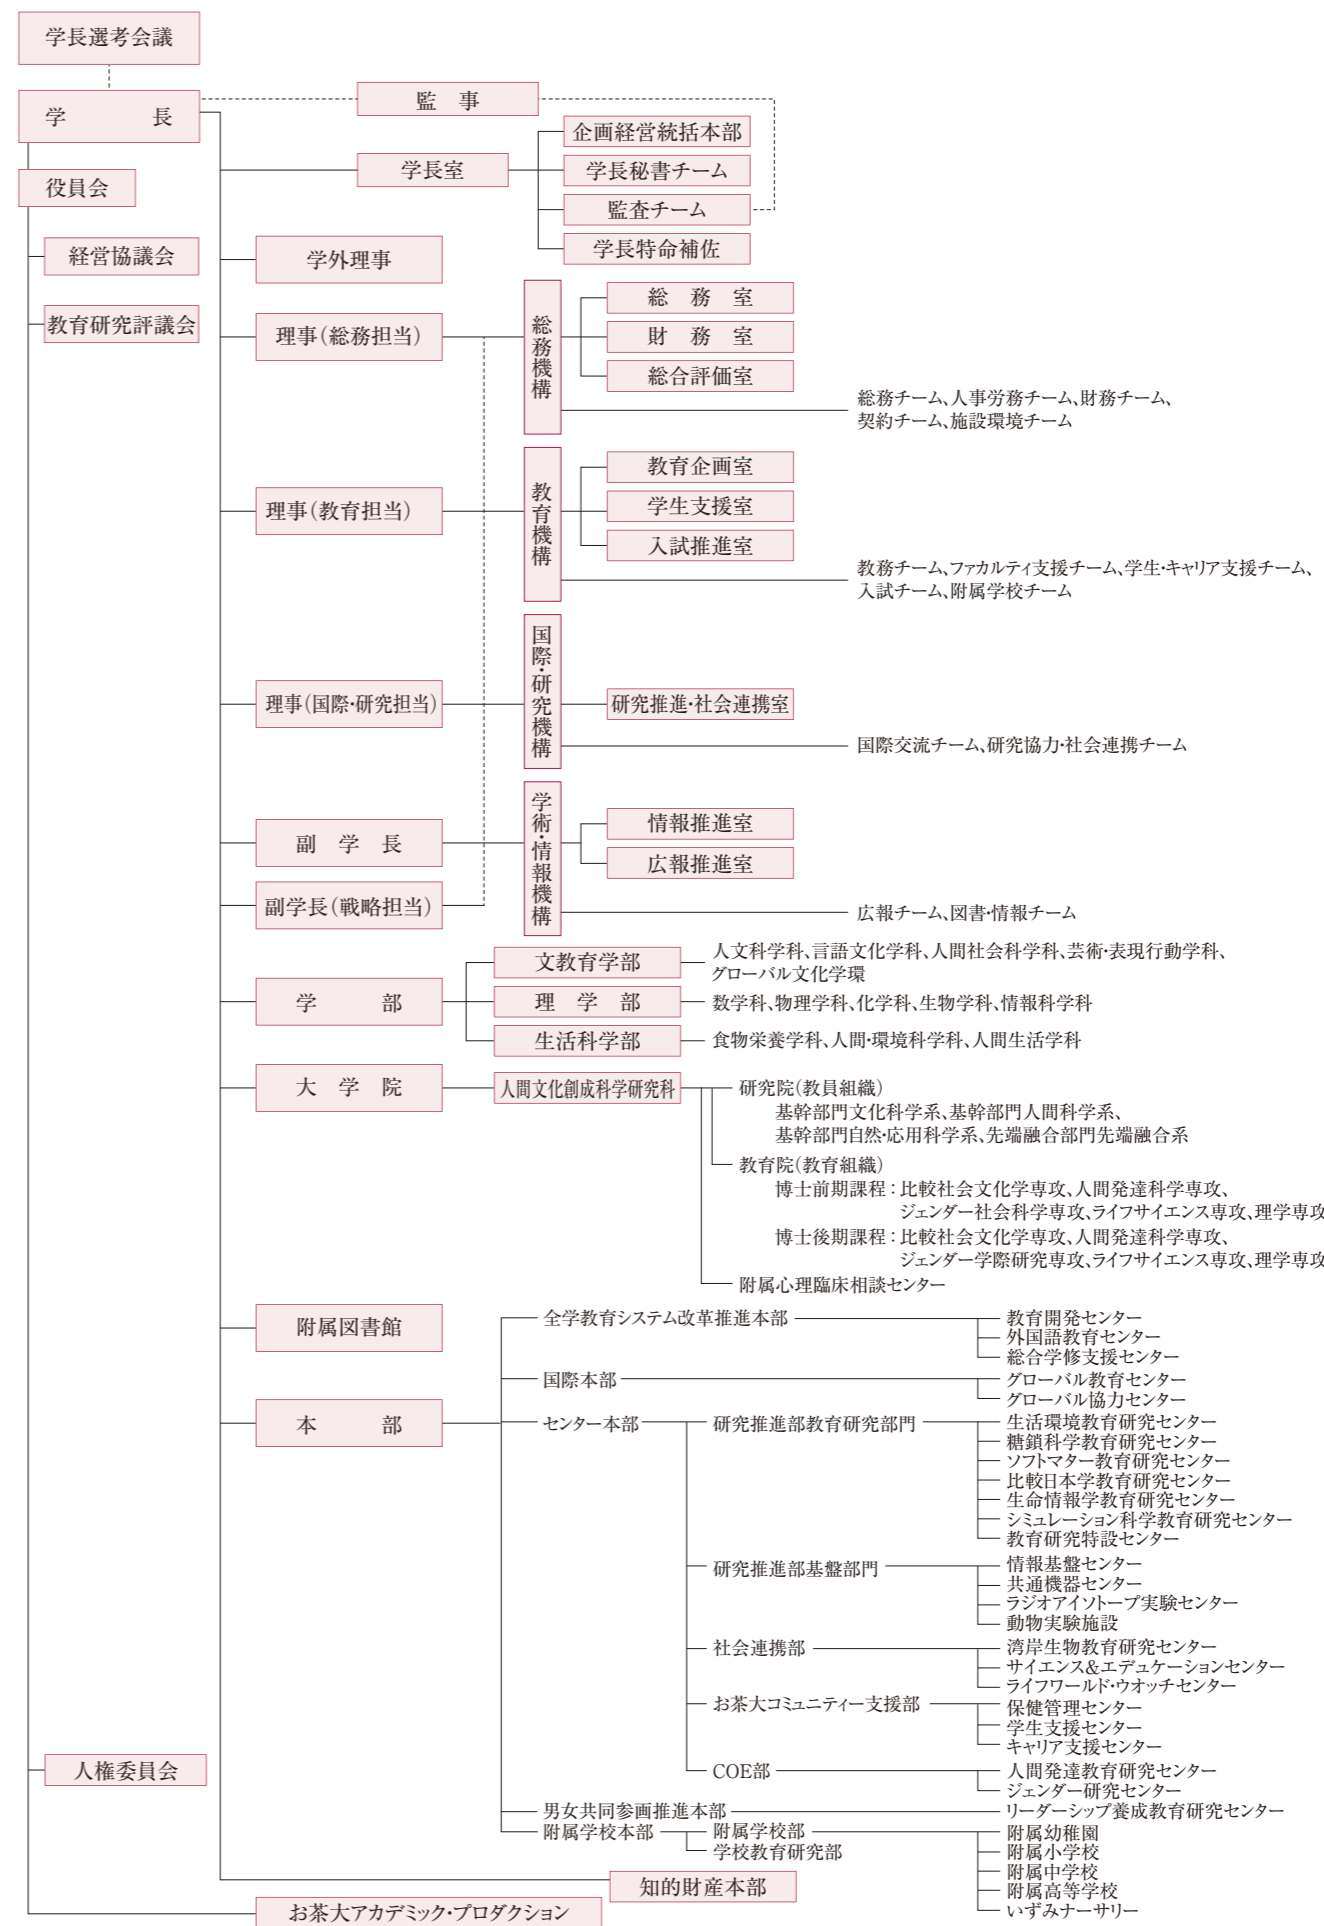 学長選考会議
学　　長
監　事
役員会
経営協議会
教育研究評議会
学長室
企画経営統括本部
学長秘書チーム
監査チーム
学長特命補佐
学外理事
理事（総務担当）
総務機構
総　務　室
財　務　室
総合評価室
総務チーム、人事労務チーム、財務チーム、
契約チーム、施設環境チーム
理事（教育担当）
教育機構
教育企画室
学生支援室
入試推進室
教務チーム、ファカルティ支援チーム、学生・キャリア支援チーム、
入試チーム、附属学校チーム
理事（国際・研究担当）
国際・研究機構
研究推進・社会連携室
国際交流チーム、研究協力・社会連携チーム
副　学　長
学術・情報機構
情報推進室
広報推進室
副学長（戦略担当）
広報チーム、図書・情報チーム
学　　部
文教育学部
人文科学科、言語文化学科、人間社会科学科、芸術・表現行動学科、
グローバル文化学環
理　学　部
数学科、物理学科、化学科、生物学科、情報科学科
生活科学部
食物栄養学科、人間・環境科学科、人間生活学科
大　学　院
人間文化創成科学研究科
研究院（教員組織）
基幹部門文化科学系、基幹部門人間科学系、
基幹部門自然・応用科学系、先端融合部門先端融合系
教育院（教育組織）
博士前期課程：比較社会文化学専攻、人間発達科学専攻、
ジェンダー社会科学専攻、ライフサイエンス専攻、理学専攻
博士後期課程：比較社会文化学専攻、人間発達科学専攻、
ジェンダー学際研究専攻、ライフサイエンス専攻、理学専攻
附属心理臨床相談センター
附属図書館
本　　部
全学教育システム改革推進本部
教育開発センター
外国語教育センター
総合学修支援センター
国際本部
グローバル教育センター
グローバル協力センター
センター本部
研究推進部教育研究部門
生活環境教育研究センター
糖鎖科学教育研究センター
ソフトマター教育研究センター
比較日本学教育研究センター
生命情報学教育研究センター
シミュレーション科学教育研究センター
教育研究特設センター
研究推進部基盤部門
情報基盤センター
共通機器センター
ラジオアイソトープ実験センター
動物実験施設
社会連携部
湾岸生物教育研究センター
サイエンス&エデュケーションセンター
ライフワールド・ウオッチセンター
お茶大コミュニティー支援部
保健管理センター
学生支援センター
キャリア支援センター
COE部
人間発達教育研究センター
ジェンダー研究センター
人権委員会
男女共同参画推進本部
リーダーシップ養成教育研究センター
附属学校本部
附属学校部
学校教育研究部
附属幼稚園
附属小学校
附属中学校
附属高等学校
いずみナーサリー
知的財産本部
お茶大アカデミック・プロダクション